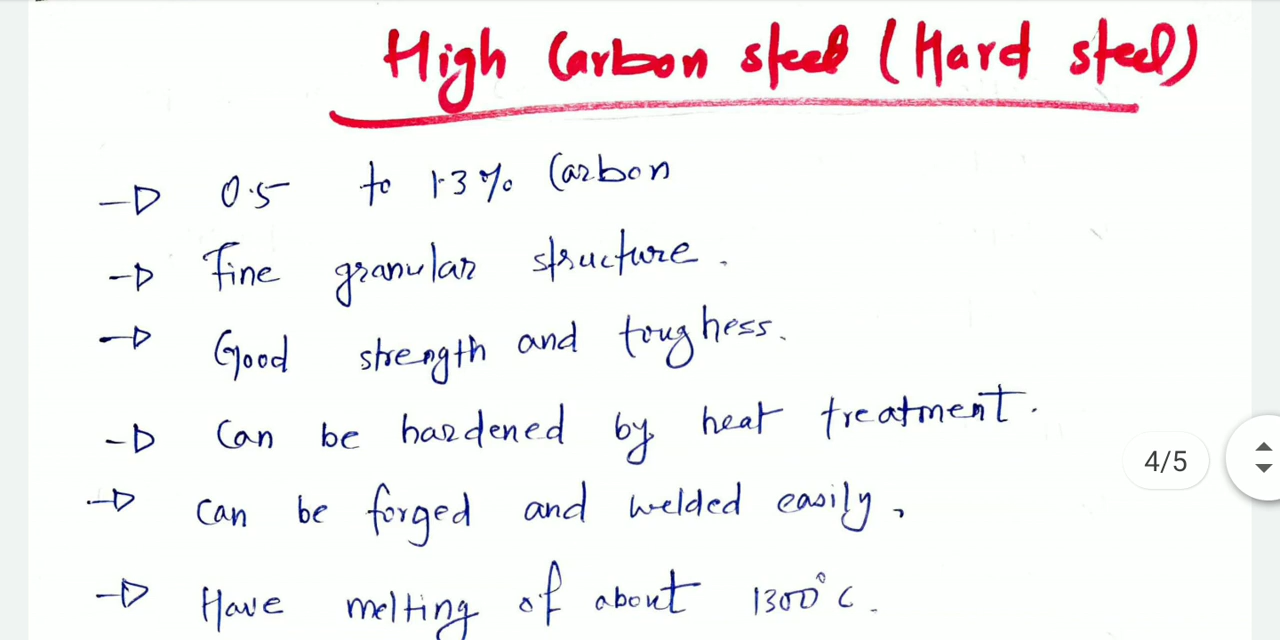 High Carbon steel (Hard steel)
→ 0.5 to 1.3% Carbon
→ Fine granular structure.
→ Good strength and toughess.
→ Can be hardened by heat treatment.
→ can be forged and welded easily,
→ Have melting of about 1300°C.
4/5